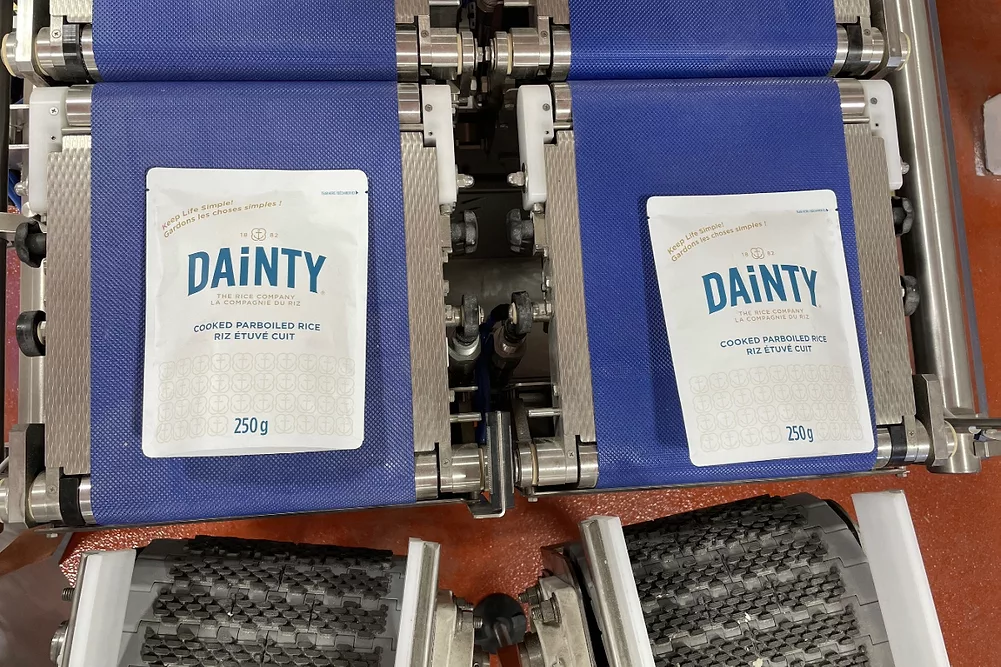 Keep Life Simple!
Gardons les choses simples !
18 82
DAiNTY
THE RICE COMPANY
LA COMPAGNIE DU RIZ
COOKED PARBOILED RICE
RIZ ÉTUVÉ CUIT
250 g
Keep Life Simple!
Gardons les choses simples !
18 82
DAiNTY
THE RICE COMPANY
LA COMPAGNIE DU RIZ
COOKED PARBOILED RICE
RIZ ÉTUVÉ CUIT
250 g